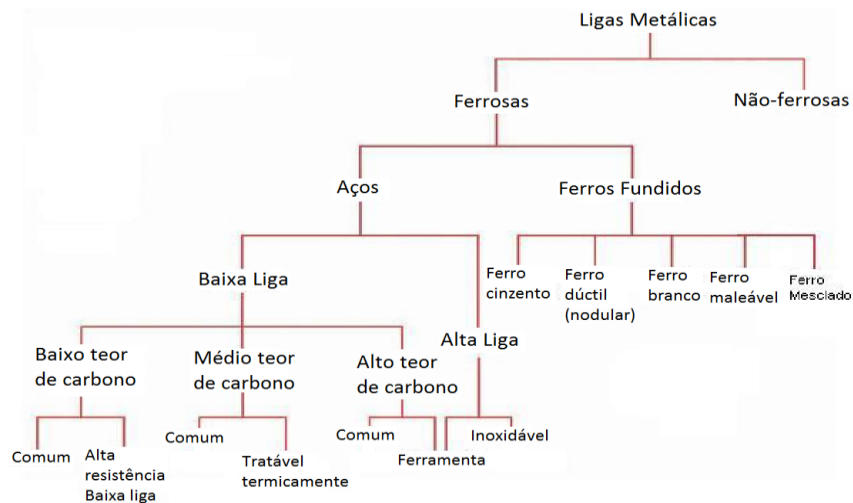 Ligas Metálicas
Ferrosas
Não-ferrosas
Aços
Ferros Fundidos
Baixa Liga
Alta Liga
Ferro
cinzento
Ferro
dúctil
(nodular)
Ferro
branco
Ferro
maleável
Ferro
Mesclado
Baixo teor
de carbono
Médio teor
de carbono
Alto teor
de carbono
Comum
Alta
resistência
Baixa liga
Comum
Tratável
termicamente
Comum
Ferramenta
Inoxidável